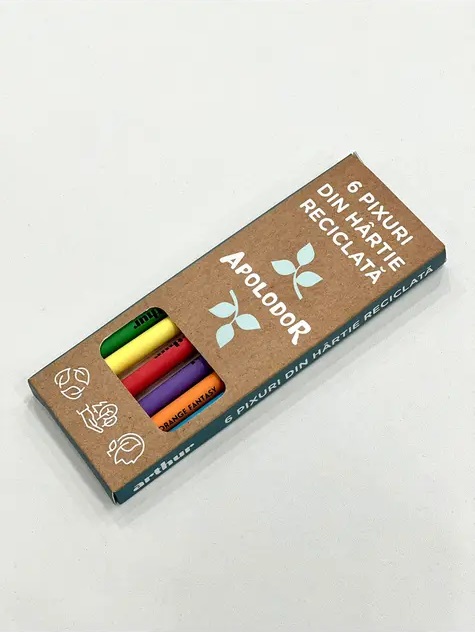 6 PIXURI
DIN HÂRTIE
RECICLATĂ
APOLODOR
ORANGE FANTASY
6 PIXURI DIN HÂRTIE RECICLATĂ
arthur